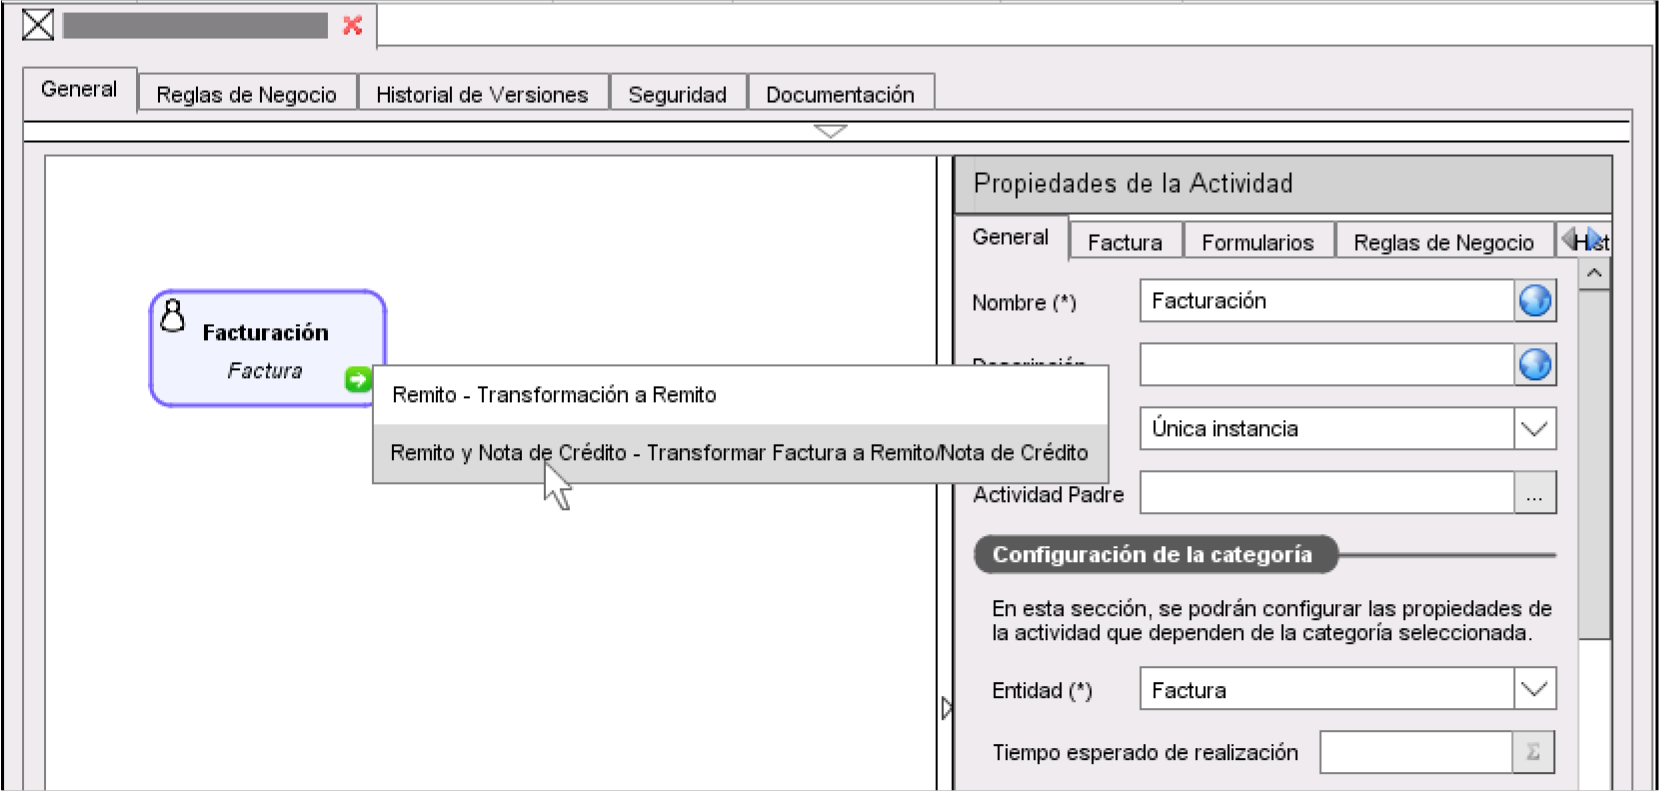 General
Reglas de Negocio
Historial de Versiones
Seguridad
Documentación
Propiedades de la Actividad
General
Factura
Formularios
Reglas de Negocio
Hist
Nombre (*)
Facturación
Descripción
Facturación
Factura
Remito - Transformación a Remito
Remito y Nota de Crédito - Transformar Factura a Remito/Nota de Crédito
Única instancia
Actividad Padre
...
Configuración de la categoría
En esta sección, se podrán configurar las propiedades de
la actividad que dependen de la categoría seleccionada.
Entidad (*)
Factura
Tiempo esperado de realización
Σ